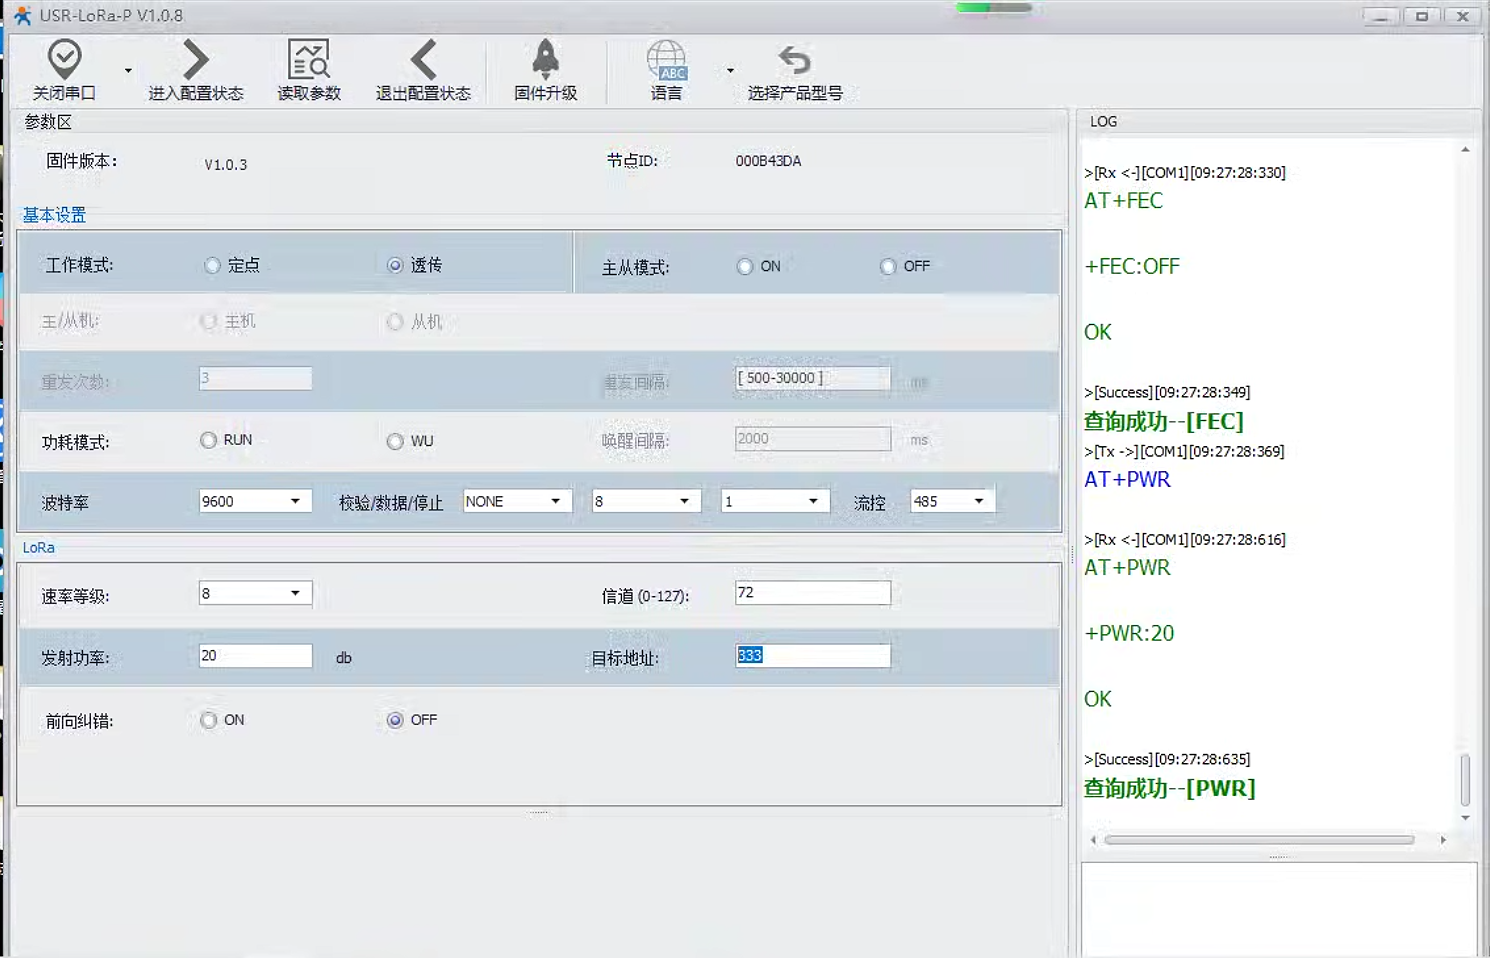 USR-LoRa-P V1.0.8
关闭串口 进入配置状态 读取参数 退出配置状态 固件升级 ABC 语言 选择产品型号
参数区
固件版本: V1.0.3 节点ID: 000B43DA
基本设置
工作模式: 定点 透传 主从模式: ON OFF
主/从机: 主机 从机
重发次数: 3 重发间隔: [ 500-30000 ] ms
功耗模式: RUN WU 唤醒间隔: 2000 ms
波特率 9600 校验/数据/停止 NONE 8 1 流控 485
LoRa
速率等级: 8 信道 (0-127): 72
发射功率: 20 db 目标地址: 333
前向纠错: ON OFF
LOG
>[Rx <-][COM1][09:27:28:330]
AT+FEC
+FEC:OFF
OK
>[Success][09:27:28:349]
查询成功--[FEC]
>[Tx ->][COM1][09:27:28:369]
AT+PWR
>[Rx <-][COM1][09:27:28:616]
AT+PWR
+PWR:20
OK
>[Success][09:27:28:635]
查询成功--[PWR]